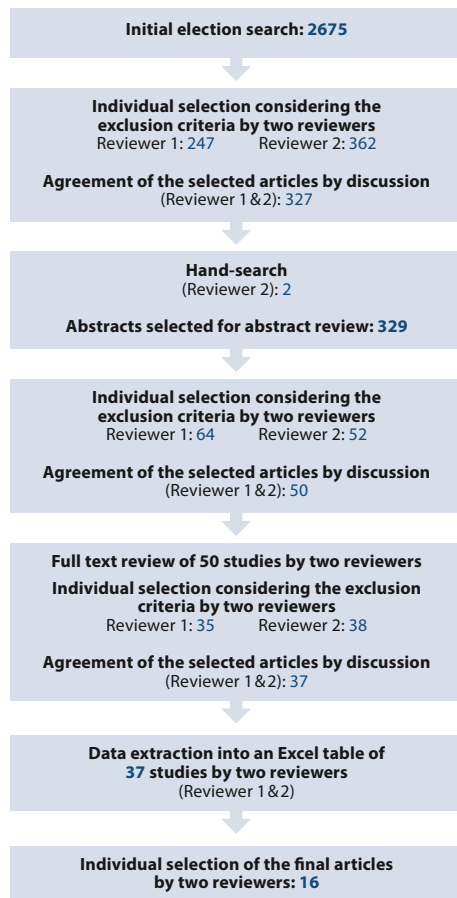 Initial election search: 2675
Individual selection considering the
exclusion criteria by two reviewers
Reviewer 1: 247 Reviewer 2: 362
Agreement of the selected articles by discussion
(Reviewer 1&2): 327
Hand-search
(Reviewer 2): 2
Abstracts selected for abstract review: 329
Individual selection considering the
exclusion criteria by two reviewers
Reviewer 1: 64 Reviewer 2: 52
Agreement of the selected articles by discussion
(Reviewer 1&2): 50
Full text review of 50 studies by two reviewers
Individual selection considering the exclusion
criteria by two reviewers
Reviewer 1: 35 Reviewer 2: 38
Agreement of the selected articles by discussion
(Reviewer 1&2): 37
Data extraction into an Excel table of
37 studies by two reviewers
(Reviewer 1&2)
Individual selection of the final articles
by two reviewers: 16